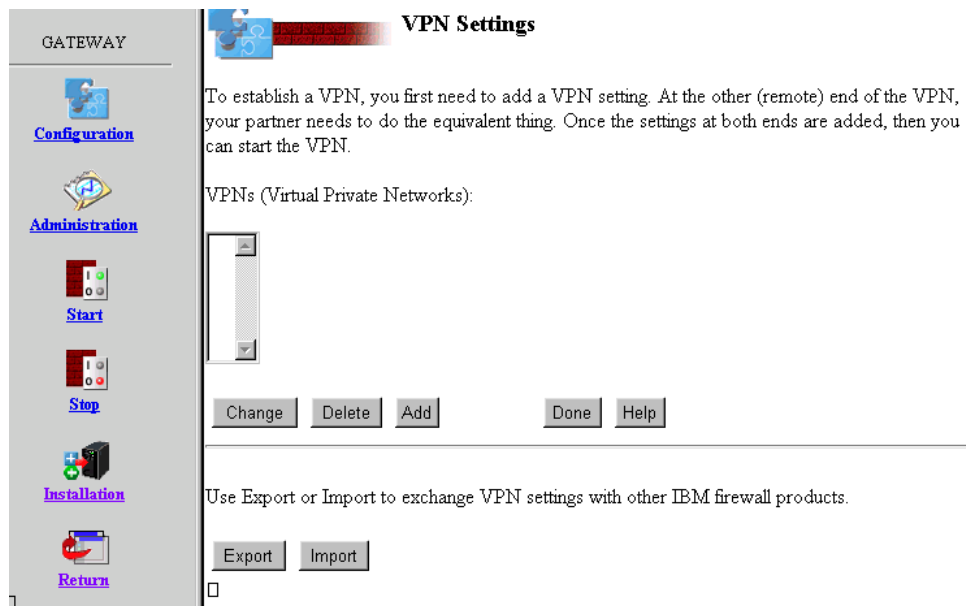 GATEWAY
Configuration
Administration
Start
Stop
Installation
Return
VPN Settings
To establish a VPN, you first need to add a VPN setting. At the other (remote) end of the VPN,
your partner needs to do the equivalent thing. Once the settings at both ends are added, then you
can start the VPN.
VPNs (Virtual Private Networks):
Change Delete Add Done Help
Use Export or Import to exchange VPN settings with other IBM firewall products.
Export Import